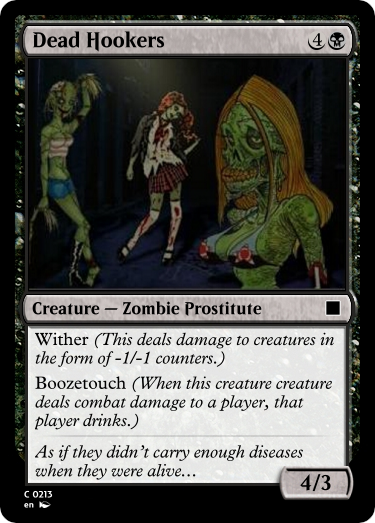 Dead Hookers 4
Creature — Zombie Prostitute
Wither (This deals damage to creatures in
the form of -1/-1 counters.)
Boozetouch (When this creature creature
deals combat damage to a player, that
player drinks.)
As if they didn't carry enough diseases
when they were alive...
4/3
C 0213
en